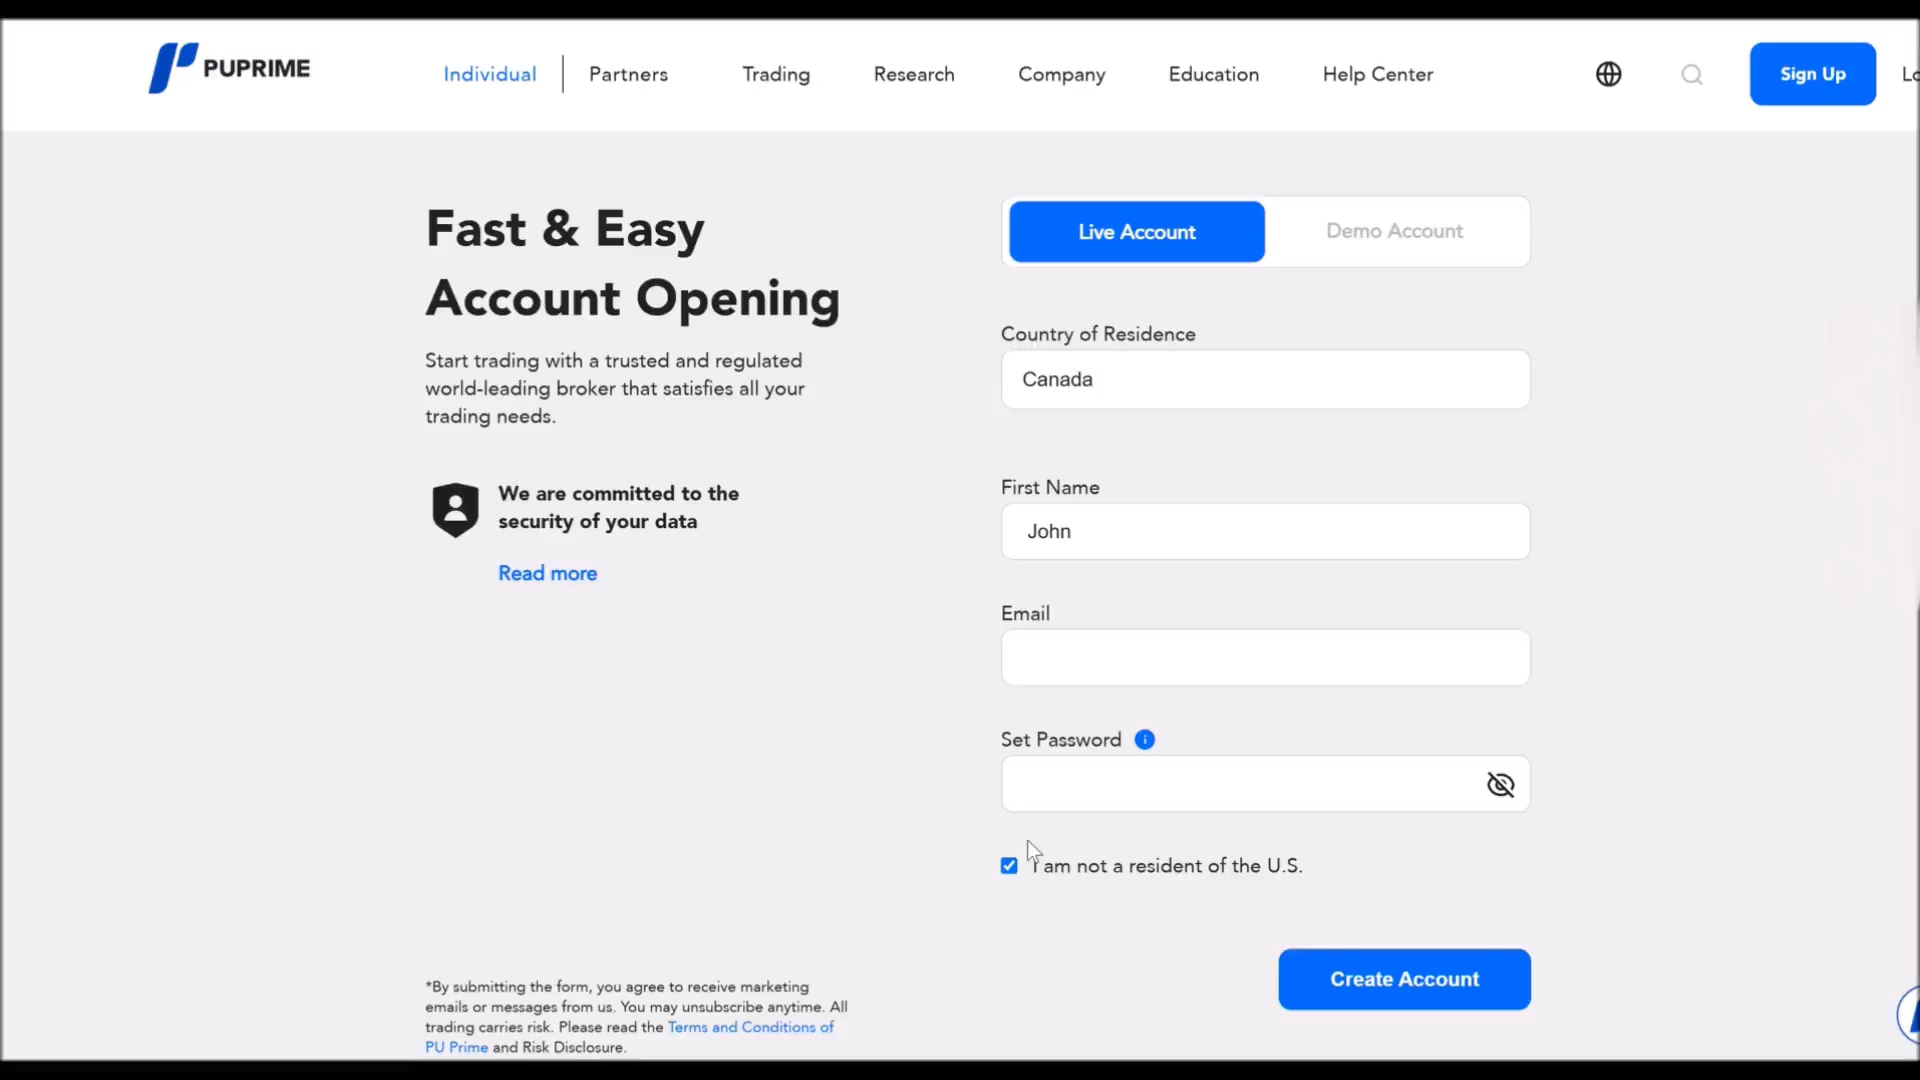 PUPRIME
Individual
Partners
Trading
Research
Company
Education
Help Center
Sign Up
Fast & Easy
Account Opening
Start trading with a trusted and regulated
world-leading broker that satisfies all your
trading needs.
We are committed to the
security of your data
Read more
Live Account
Demo Account
Country of Residence
Canada
First Name
John
Email
Set Password
I am not a resident of the U.S.
Create Account
*By submitting the form, you agree to receive marketing
emails or messages from us. You may unsubscribe anytime. All
trading carries risk. Please read the Terms and Conditions of
PU Prime and Risk Disclosure.